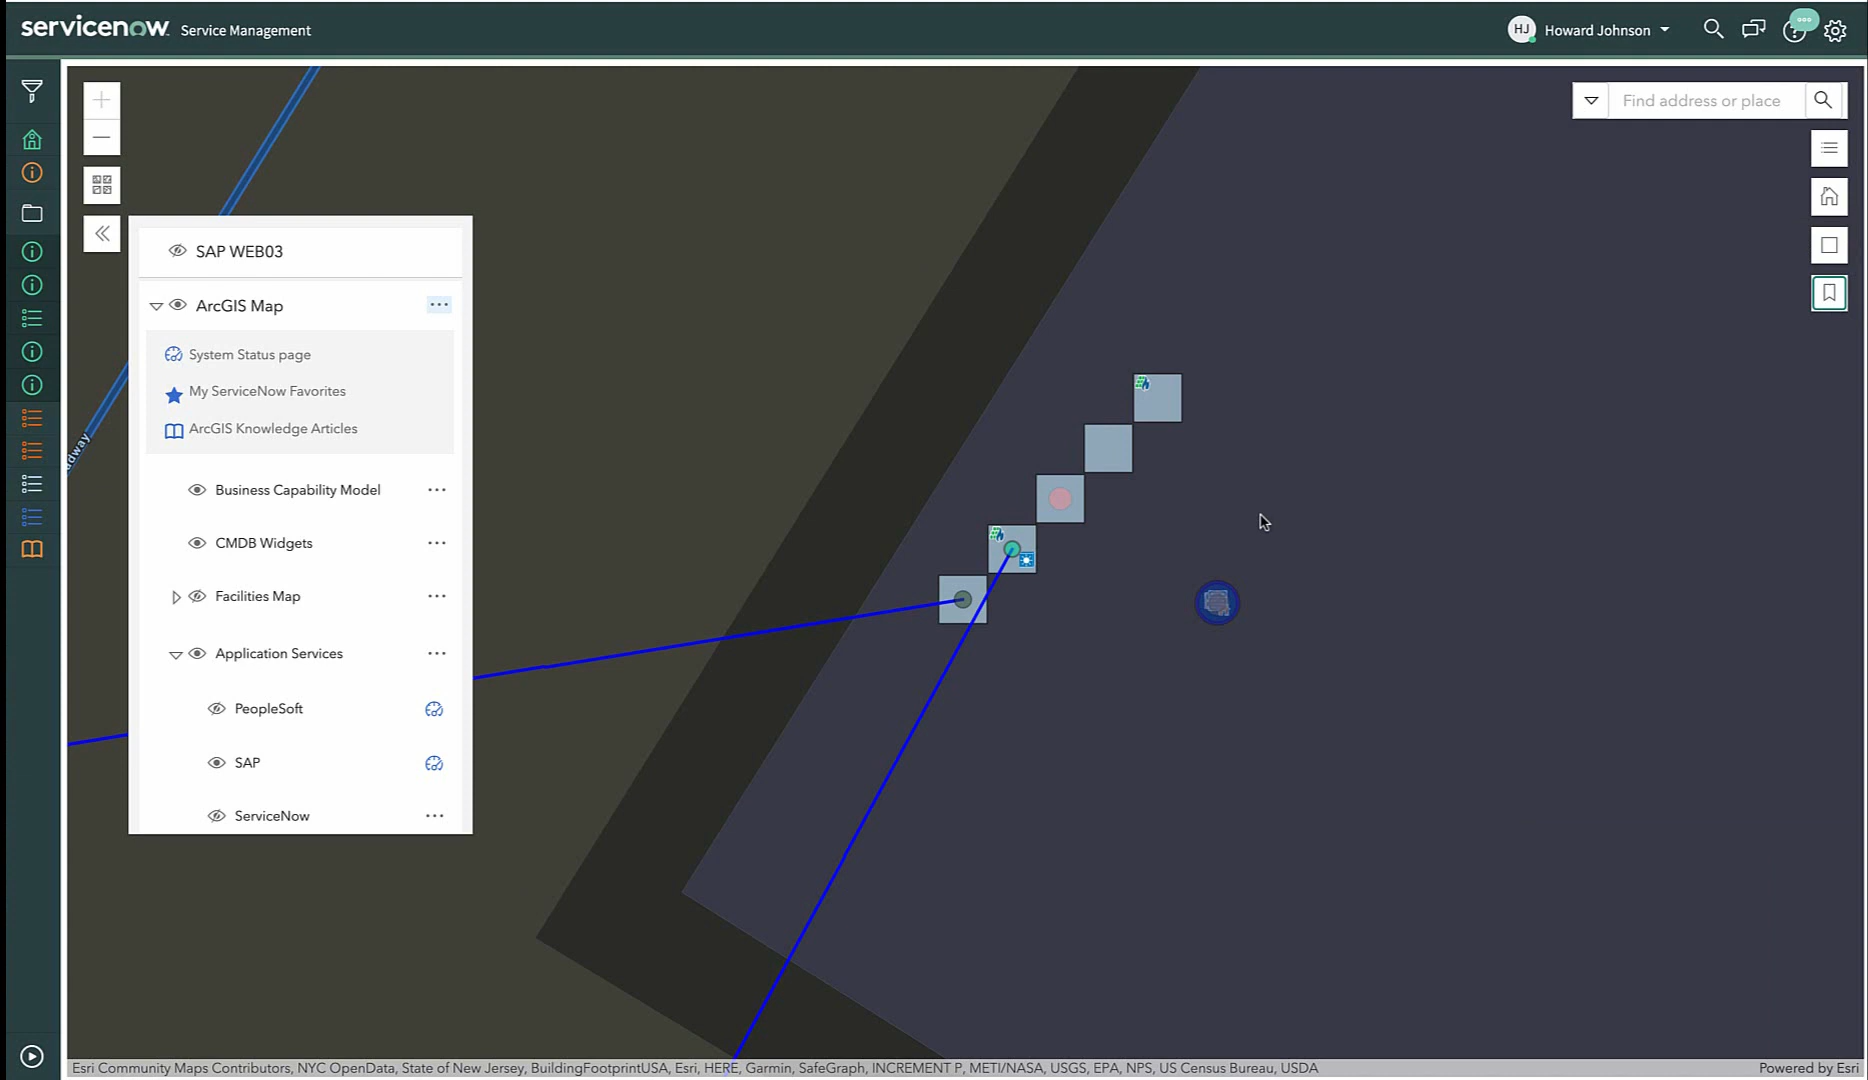 servicenow. Service Management
HJ Howard Johnson
Find address or place
SAP WEB03
ArcGIS Map
System Status page
My ServiceNow Favorites
ArcGIS Knowledge Articles
Business Capability Model
CMDB Widgets
Facilities Map
Application Services
PeopleSoft
SAP
ServiceNow
adway
Esri Community Maps Contributors, NYC OpenData, State of New Jersey, BuildingFootprintUSA, Esri, HERE, Garmin, SafeGraph, INCREMENT P, METI/NASA, USGS, EPA, NPS, US Census Bureau, USDA
Powered by Esri